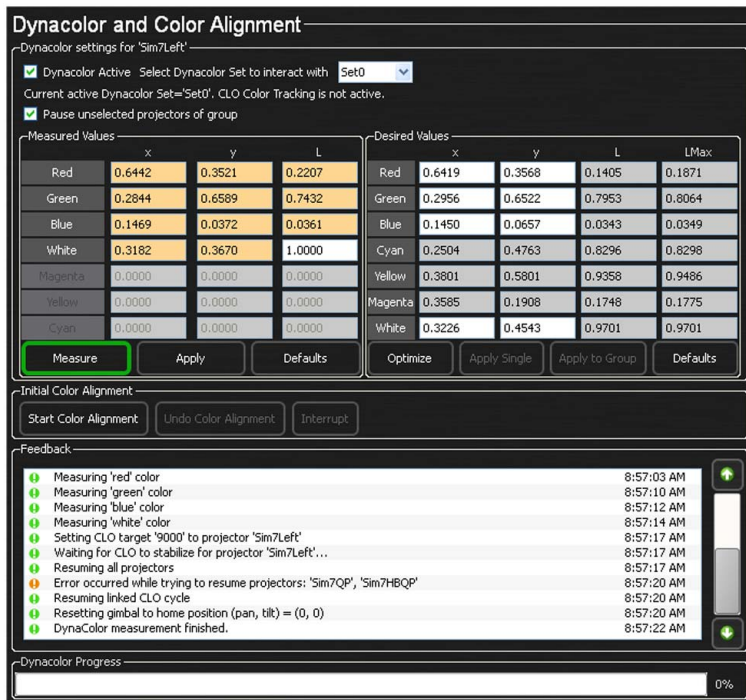 Dynacolor and Color Alignment
Dynacolor settings for 'Sim7Left'
Dynacolor Active Select Dynacolor Set to interact with Set0
Current active Dynacolor Set='Set0'. CLO Color Tracking is not active.
Pause unselected projectors of group
Measured Values
x y L
Red 0.6442 0.3521 0.2207
Green 0.2844 0.6589 0.7432
Blue 0.1469 0.0372 0.0361
White 0.3182 0.3670 1.0000
Magenta 0.0000 0.0000 0.0000
Yellow 0.0000 0.0000 0.0000
Cyan 0.0000 0.0000 0.0000
Measure Apply Defaults
Desired Values
x y L LMax
Red 0.6419 0.3568 0.1405 0.1871
Green 0.2956 0.6522 0.7953 0.8064
Blue 0.1450 0.0657 0.0343 0.0349
Cyan 0.2504 0.4763 0.8296 0.8298
Yellow 0.3801 0.5801 0.9358 0.9486
Magenta 0.3585 0.1908 0.1748 0.1775
White 0.3226 0.4543 0.9701 0.9701
Optimize Apply Single Apply to Group Defaults
Initial Color Alignment
Start Color Alignment Undo Color Alignment Interrupt
Feedback
Measuring 'red' color 8:57:03 AM
Measuring 'green' color 8:57:10 AM
Measuring 'blue' color 8:57:12 AM
Measuring 'white' color 8:57:14 AM
Setting CLO target '9000' to projector 'Sim7Left' 8:57:17 AM
Waiting for CLO to stabilize for projector 'Sim7Left'... 8:57:17 AM
Resuming all projectors 8:57:17 AM
Error occurred while trying to resume projectors: 'Sim7QP', 'Sim7HBQP' 8:57:20 AM
Resuming linked CLO cycle 8:57:20 AM
Resetting gimbal to home position (pan, tilt) = (0, 0) 8:57:20 AM
DynaColor measurement finished. 8:57:22 AM
Dynacolor Progress
0%